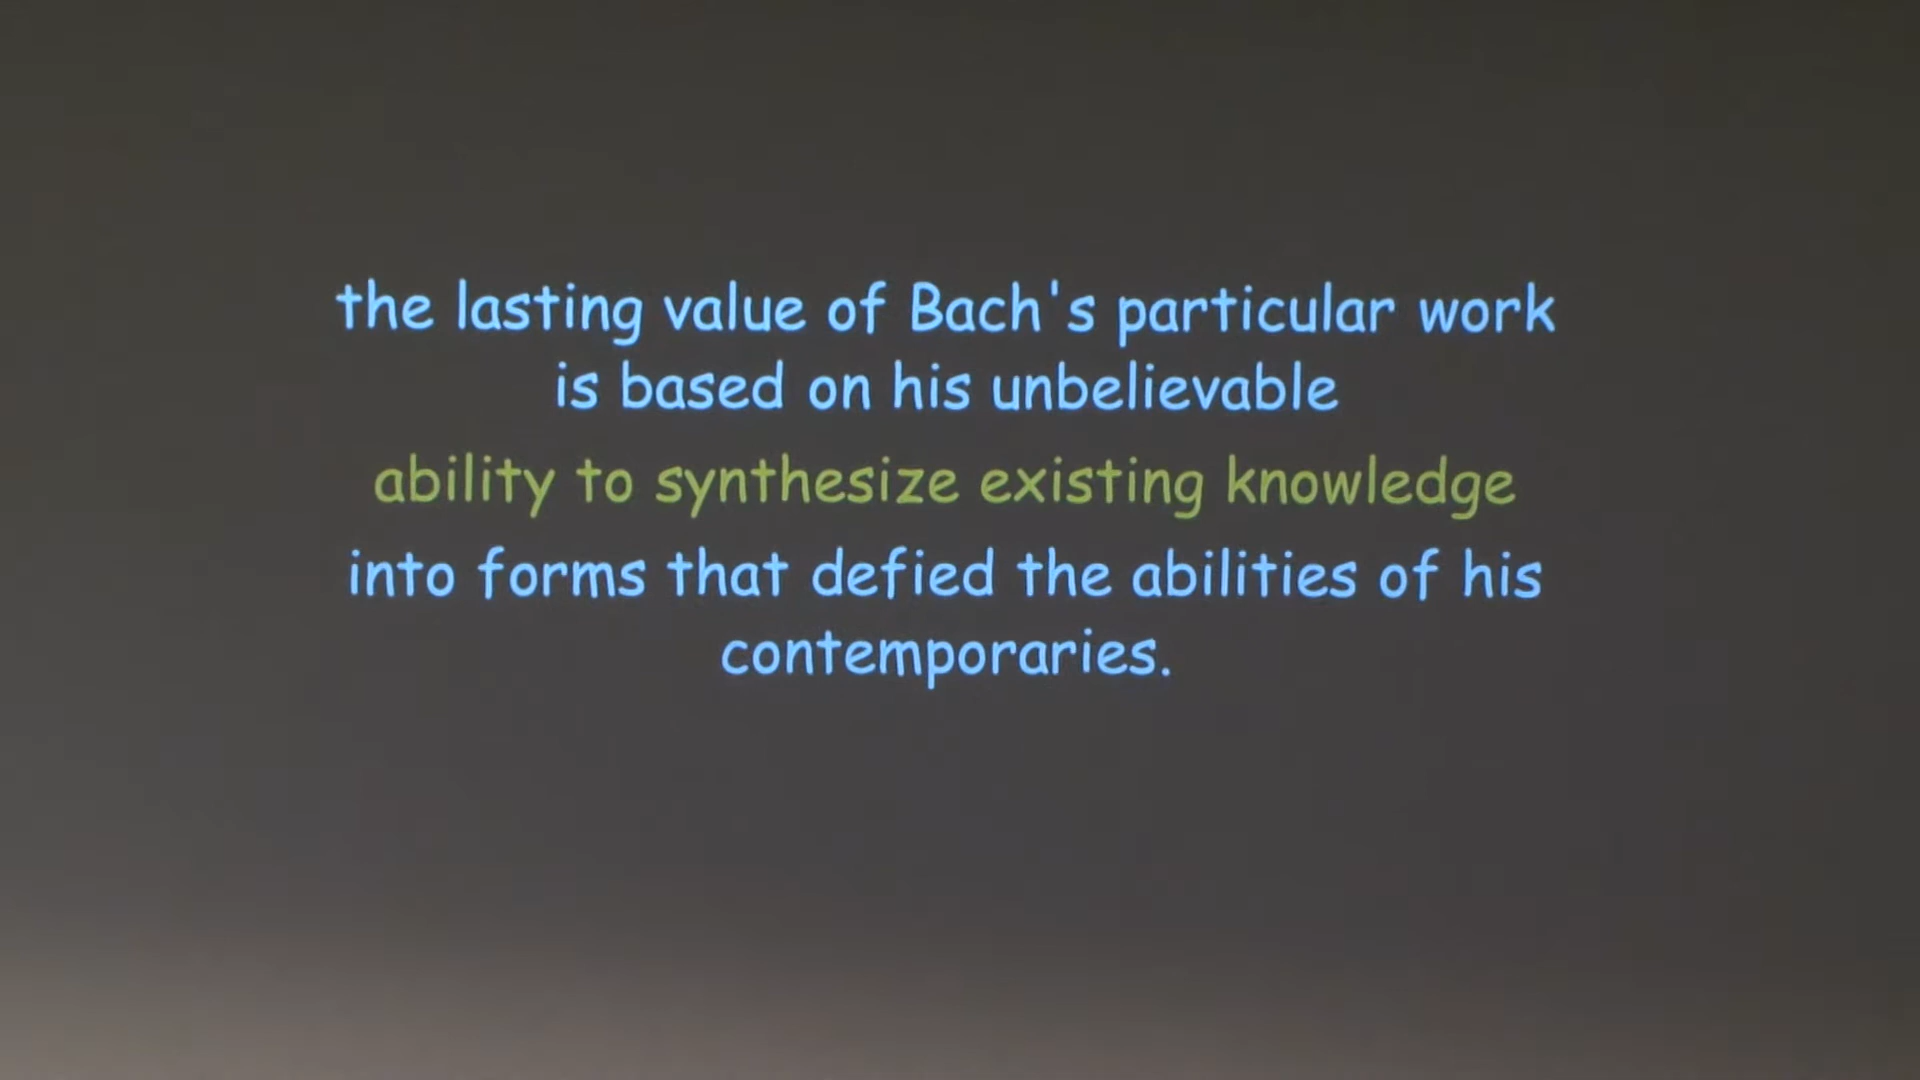 the lasting value of Bach's particular work
is based on his unbelievable
ability to synthesize existing knowledge
into forms that defied the abilities of his
contemporaries.